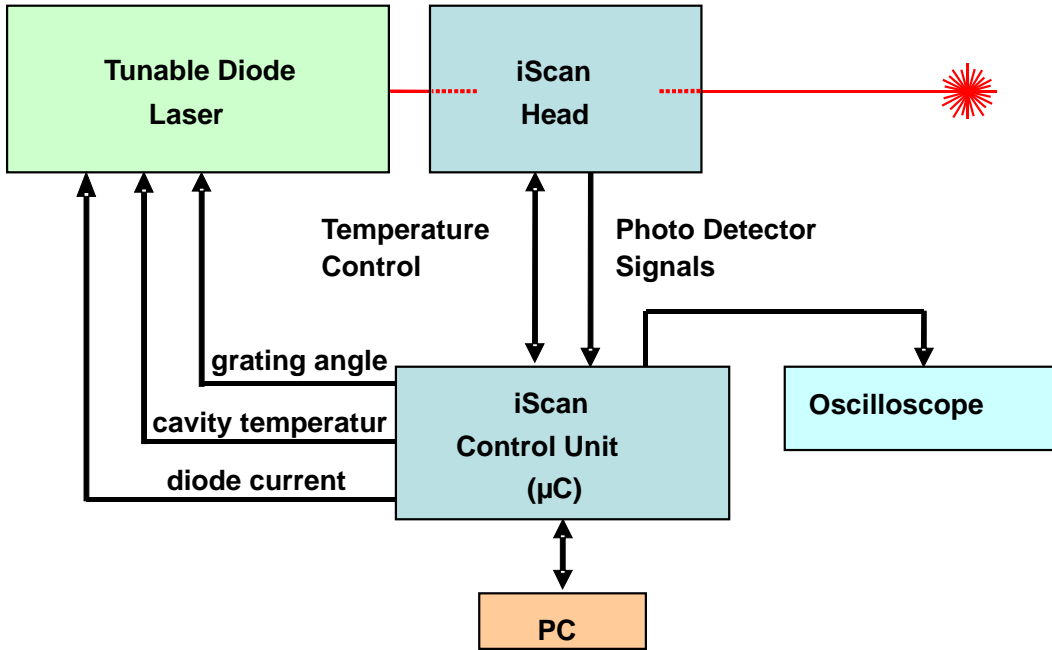 Tunable Diode
Laser
iScan
Head
Temperature
Control
Photo Detector
Signals
grating angle
cavity temperatur
diode current
iScan
Control Unit
(µC)
Oscilloscope
PC